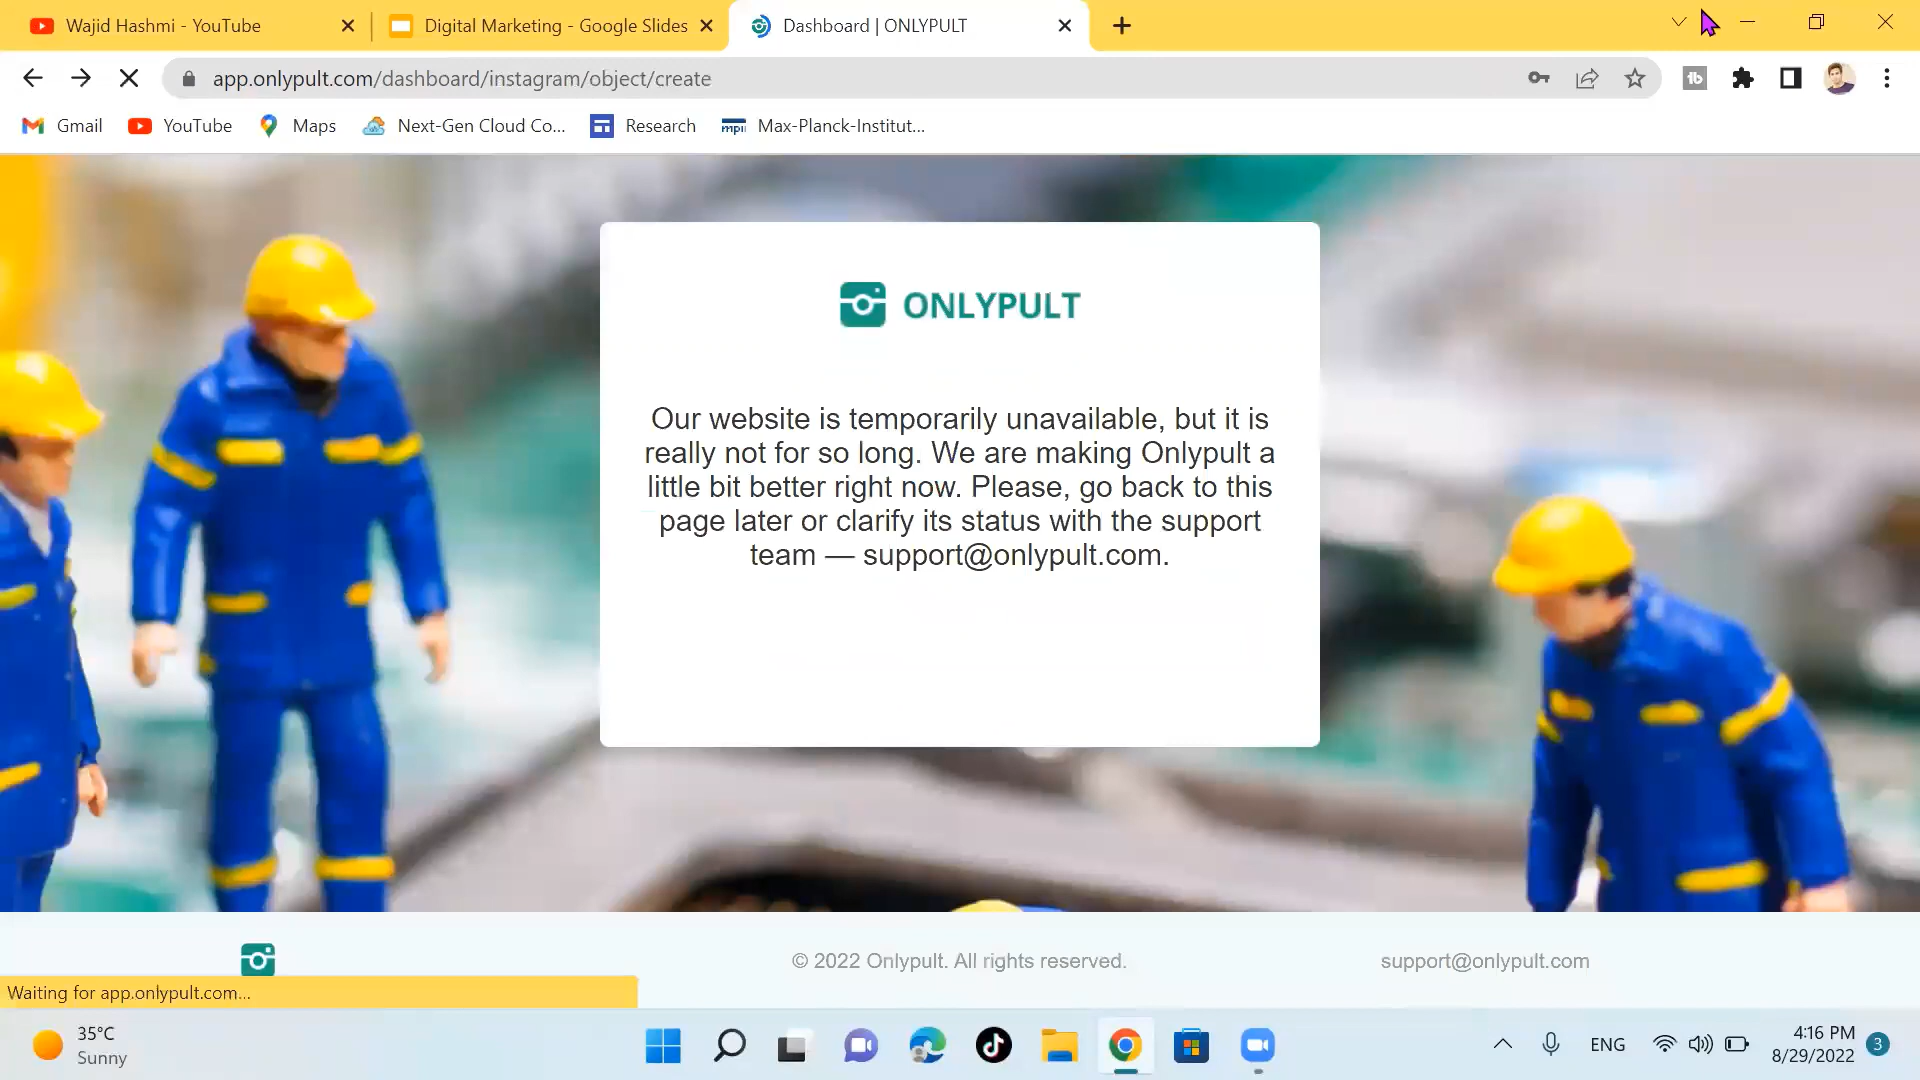 Wajid Hashmi - YouTube
Digital Marketing - Google Slides
Dashboard | ONLYPULT
app.onlypult.com/dashboard/instagram/object/create
Gmail
YouTube
Maps
Next-Gen Cloud Co...
Research
mpii
Max-Planck-Institut...
ONLYPULT
Our website is temporarily unavailable, but it is
really not for so long. We are making Onlypult a
little bit better right now. Please, go back to this
page later or clarify its status with the support
team — support@onlypult.com.
© 2022 Onlypult. All rights reserved.
support@onlypult.com
Waiting for app.onlypult.com...
35°C
Sunny
ENG
4:16 PM
8/29/2022
3